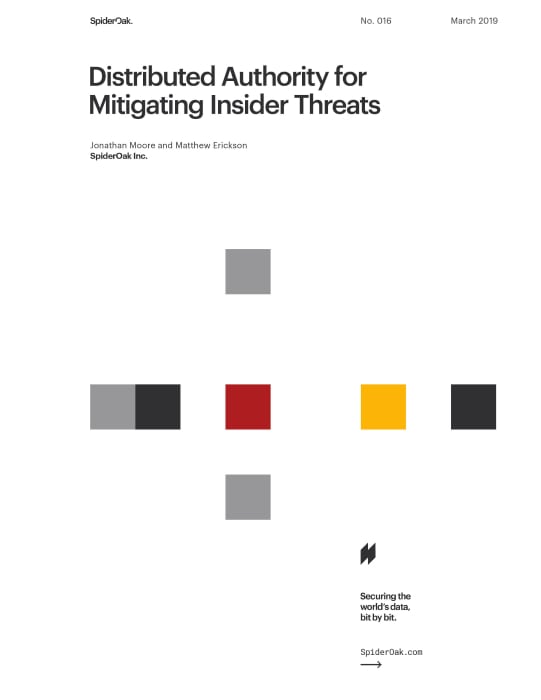 SpiderOak.
No. 016
March 2019
Distributed Authority for
Mitigating Insider Threats
Jonathan Moore and Matthew Erickson
SpiderOak Inc.
Securing the
world's data,
bit by bit.
SpiderOak.com